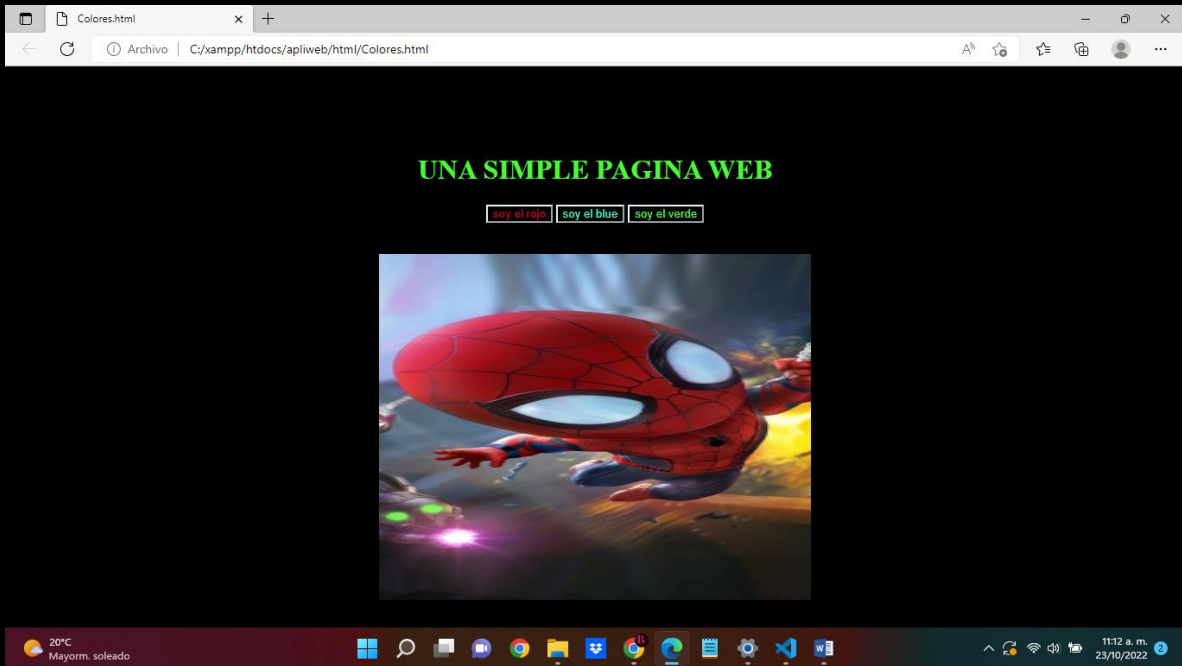 Colores.html
Archivo | C:/xampp/htdocs/apliweb/html/Colores.html
UNA SIMPLE PAGINA WEB
soy el rojo soy el blue soy el verde
20°C
Mayorm. soleado
11:12 a. m.
23/10/2022
2